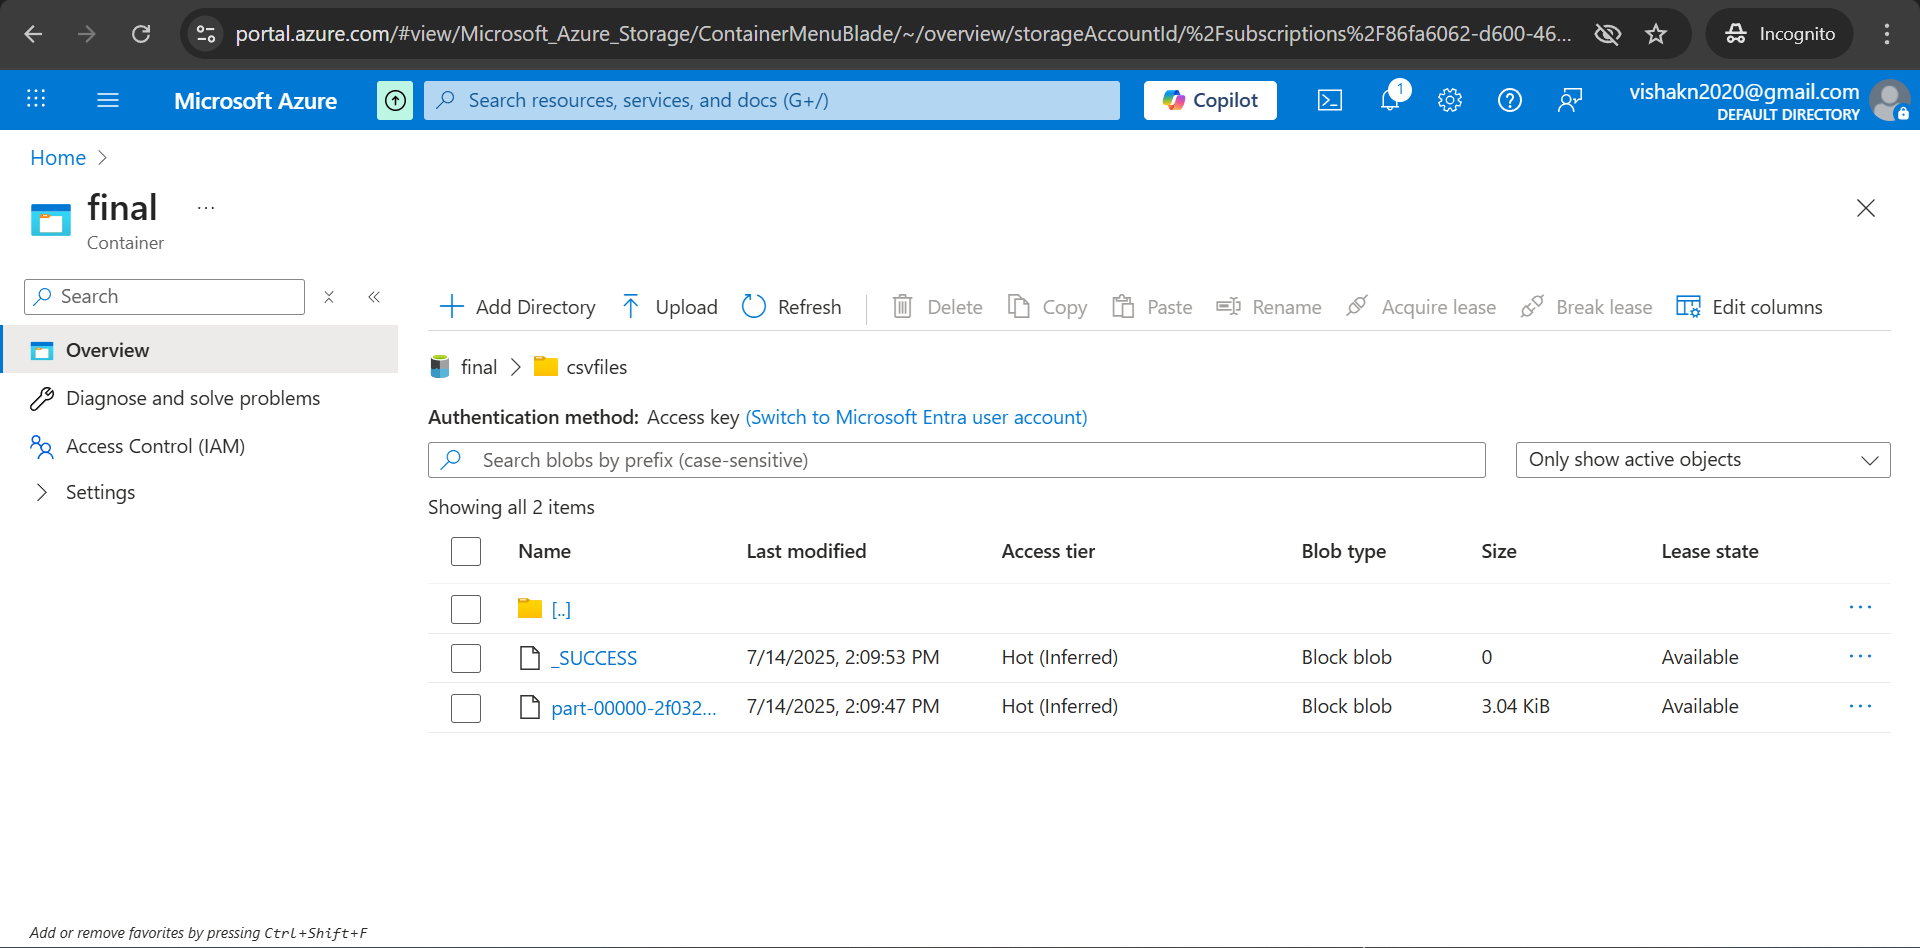 portal.azure.com/#view/Microsoft_Azure_Storage/ContainerMenuBlade/~/overview/storageAccountId/%2Fsubscriptions%2F86fa6062-d600-46...
Incognito
Microsoft Azure
Search resources, services, and docs (G+/)
Copilot
1
vishakn2020@gmail.com
DEFAULT DIRECTORY
Home
final
...
Container
Search
Overview
Diagnose and solve problems
Access Control (IAM)
Settings
Add Directory
Upload
Refresh
Delete
Copy
Paste
Rename
Acquire lease
Break lease
Edit columns
final > csvfiles
Authentication method: Access key (Switch to Microsoft Entra user account)
Search blobs by prefix (case-sensitive)
Only show active objects
Showing all 2 items
Name Last modified Access tier Blob type Size Lease state
[..]
_SUCCESS 7/14/2025, 2:09:53 PM Hot (Inferred) Block blob 0 Available
part-00000-2f032... 7/14/2025, 2:09:47 PM Hot (Inferred) Block blob 3.04 KiB Available
Add or remove favorites by pressing Ctrl+Shift+F